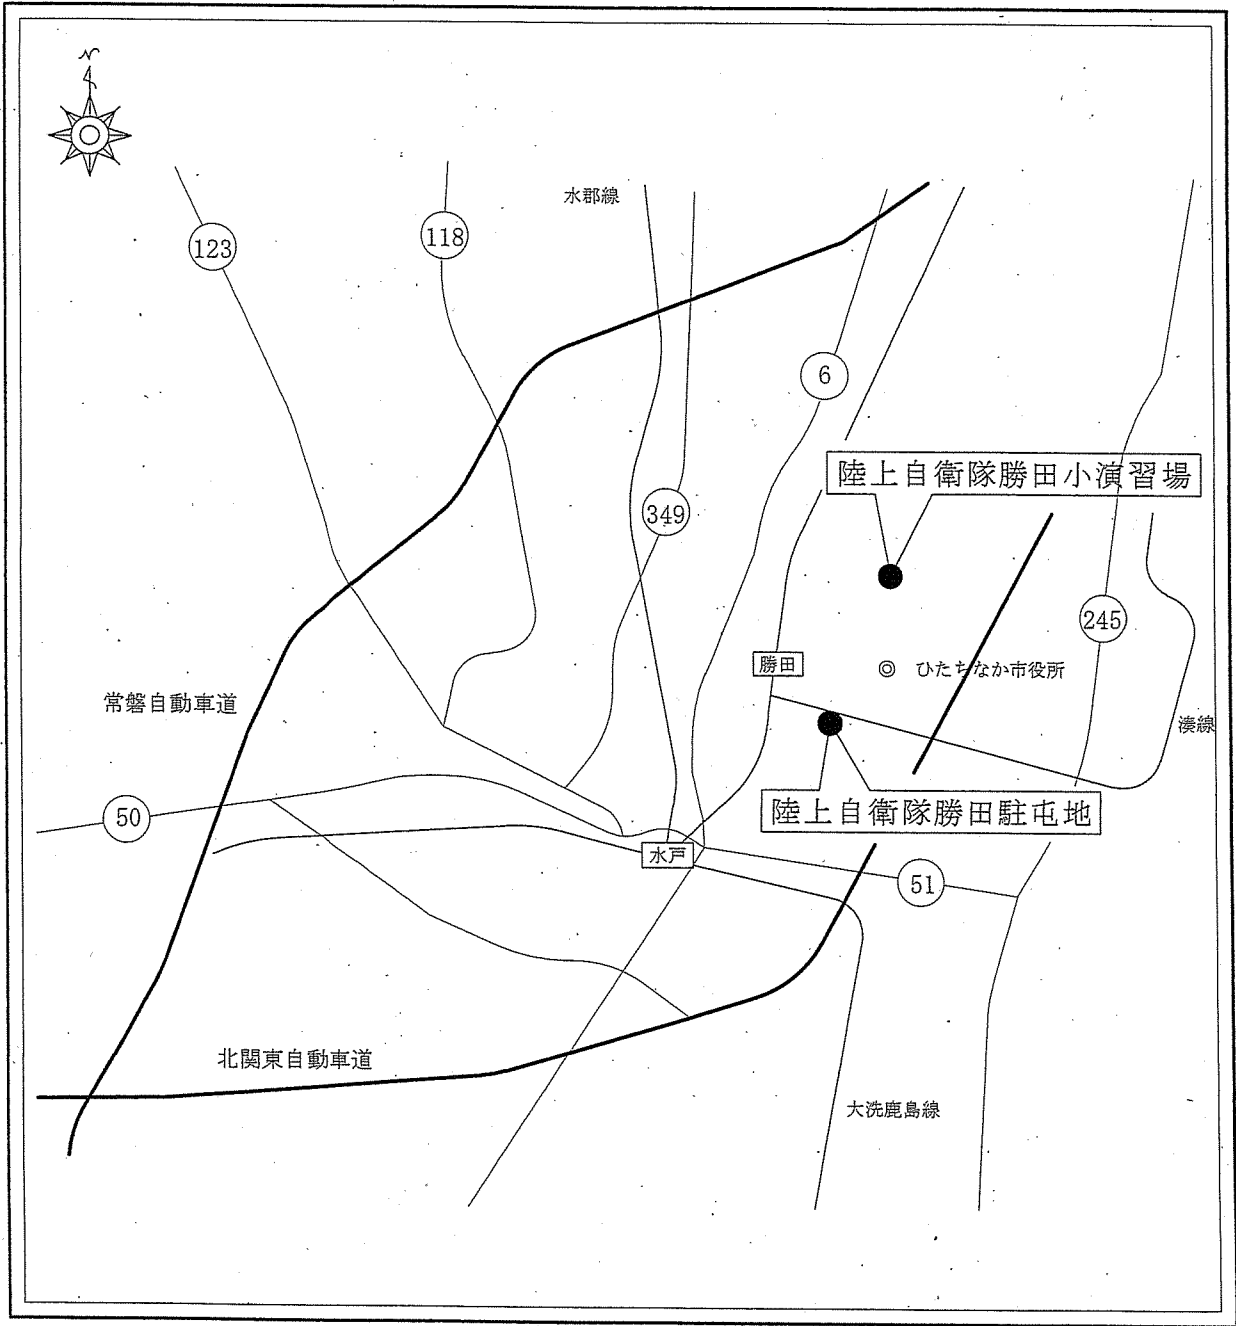 N
水郡線
118
123
6
陸上自衛隊勝田小演習場
349
245
勝田
ひたちなか市役所
常磐自動車道
湊線
50
陸上自衛隊勝田駐屯地
水戸
51
北関東自動車道
大洗鹿島線